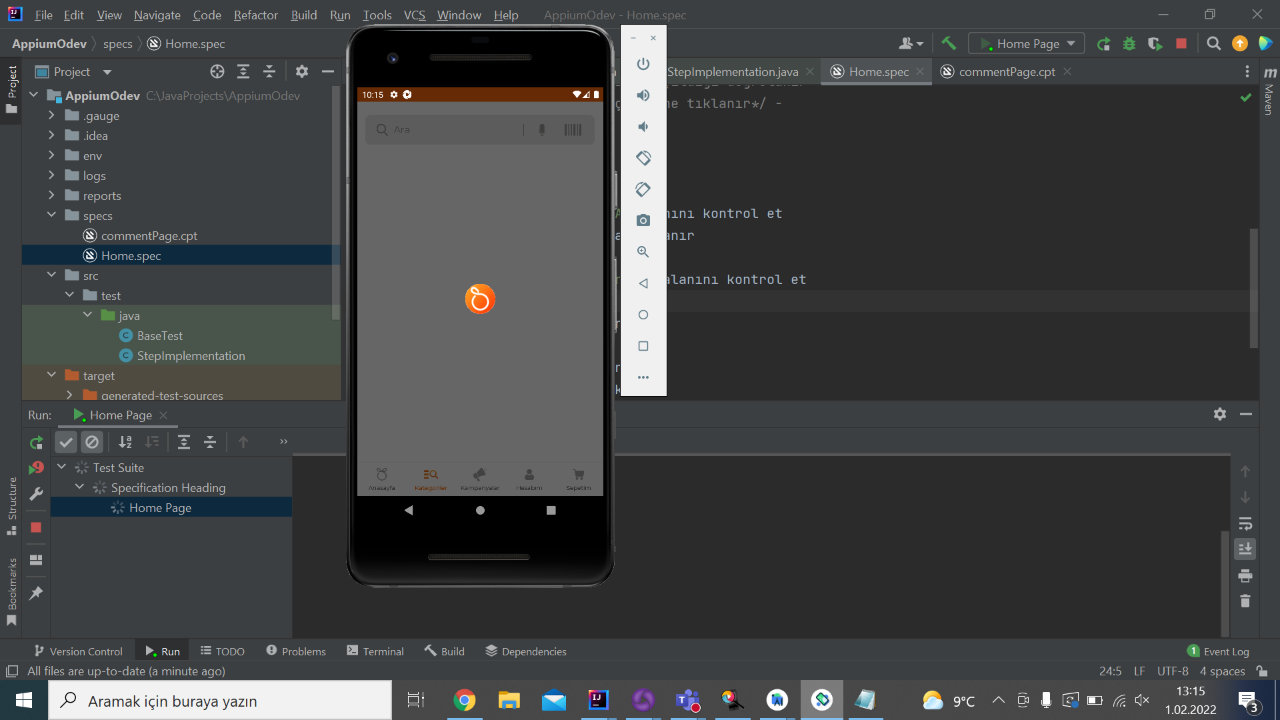 File Edit View Navigate Code Refactor Build Run Tools VCS Window Help AppiumOdev - Home.spec
AppiumOdev specs Home.spec
Home Page
Project
StepImplementation.java Home.spec commentPage.cpt
Project
Maven
AppiumOdev C:\JavaProjects\AppiumOdev
.gauge
.idea
env
logs
reports
specs
commentPage.cpt
Home.spec
src
test
java
BaseTest
StepImplementation
target
generated-test-sources
ne tıklanır*/ -
nını kontrol et
anır
alanını kontrol et
10:15
Ara
Anasayfa Kategoriler Kampanyalar Hesabım Sepetim
Run: Home Page
Test Suite
Specification Heading
Home Page
Structure
Bookmarks
Version Control Run TODO Problems Terminal Build Dependencies 1 Event Log
All files are up-to-date (a minute ago) 24:5 LF UTF-8 4 spaces
Aramak için buraya yazın
9°C
13:15
1.02.2022
3